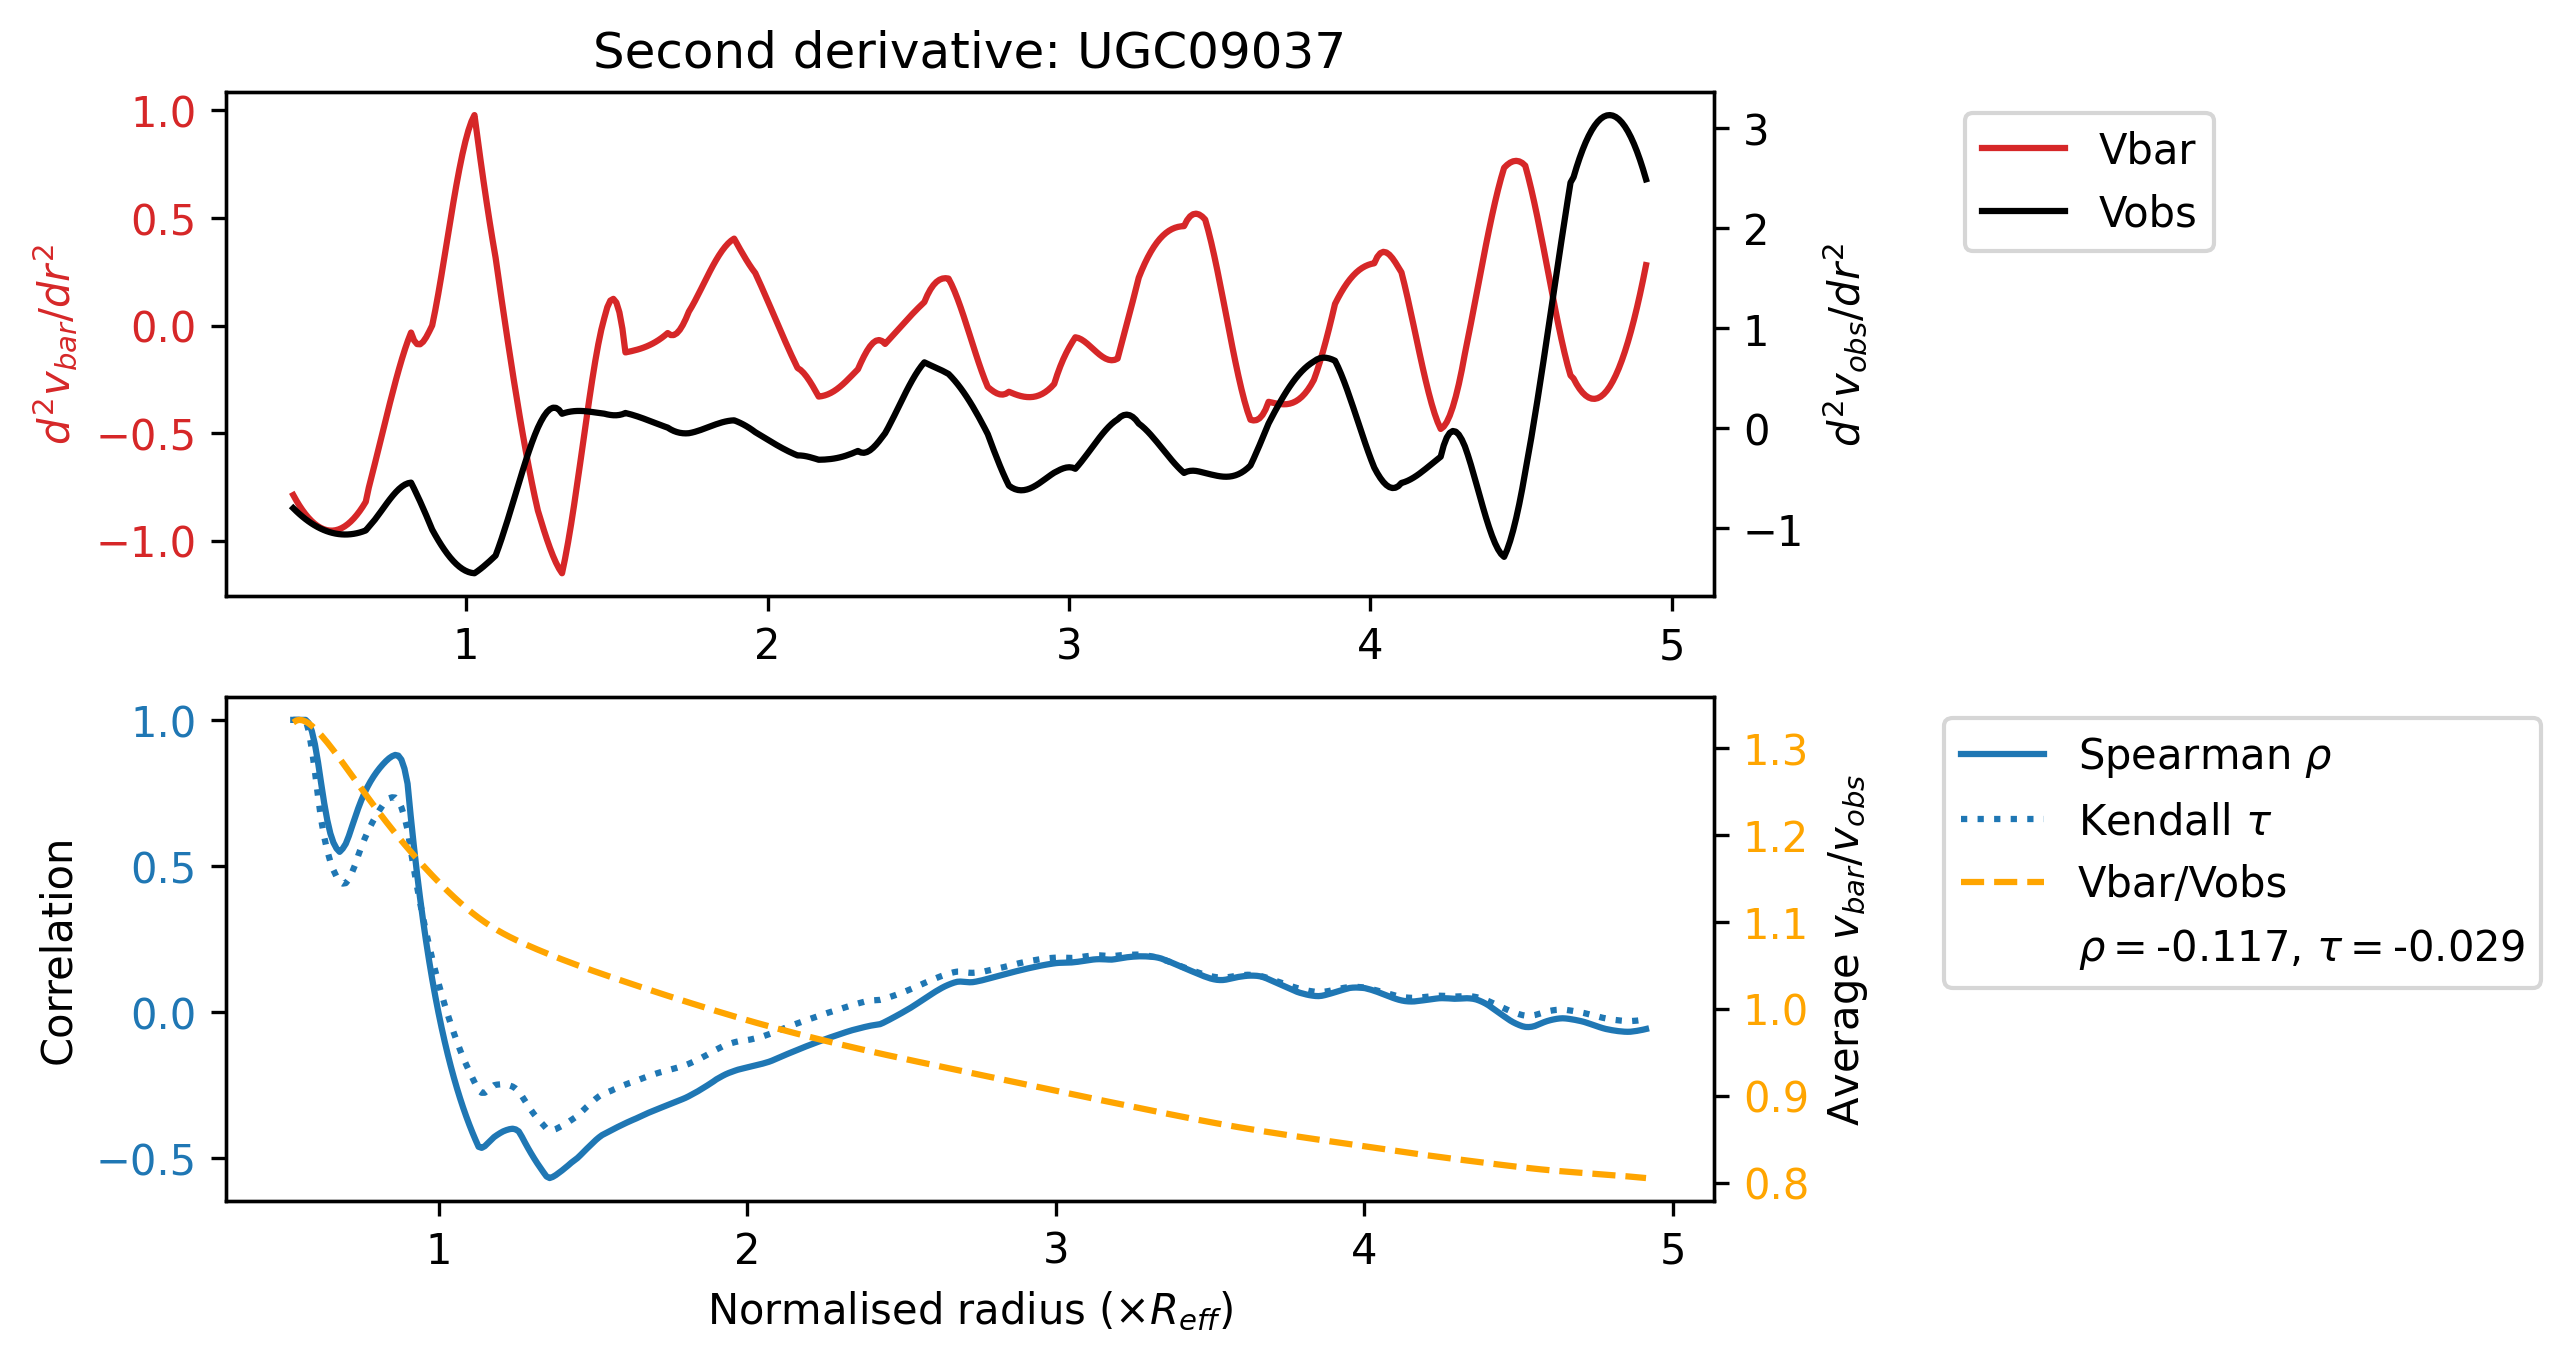 Second derivative: UGC09037
1.0
0.5
0.0
−0.5
−1.0
d²v_bar/dr²
3
2
1
0
−1
d²v_obs/dr²
1 2 3 4 5
Vbar
Vobs
1.0
0.5
0.0
−0.5
Correlation
1.3
1.2
1.1
1.0
0.9
0.8
Average v_bar/v_obs
1 2 3 4 5
Normalised radius (×R_eff)
Spearman ρ
Kendall τ
Vbar/Vobs
ρ = -0.117, τ = -0.029